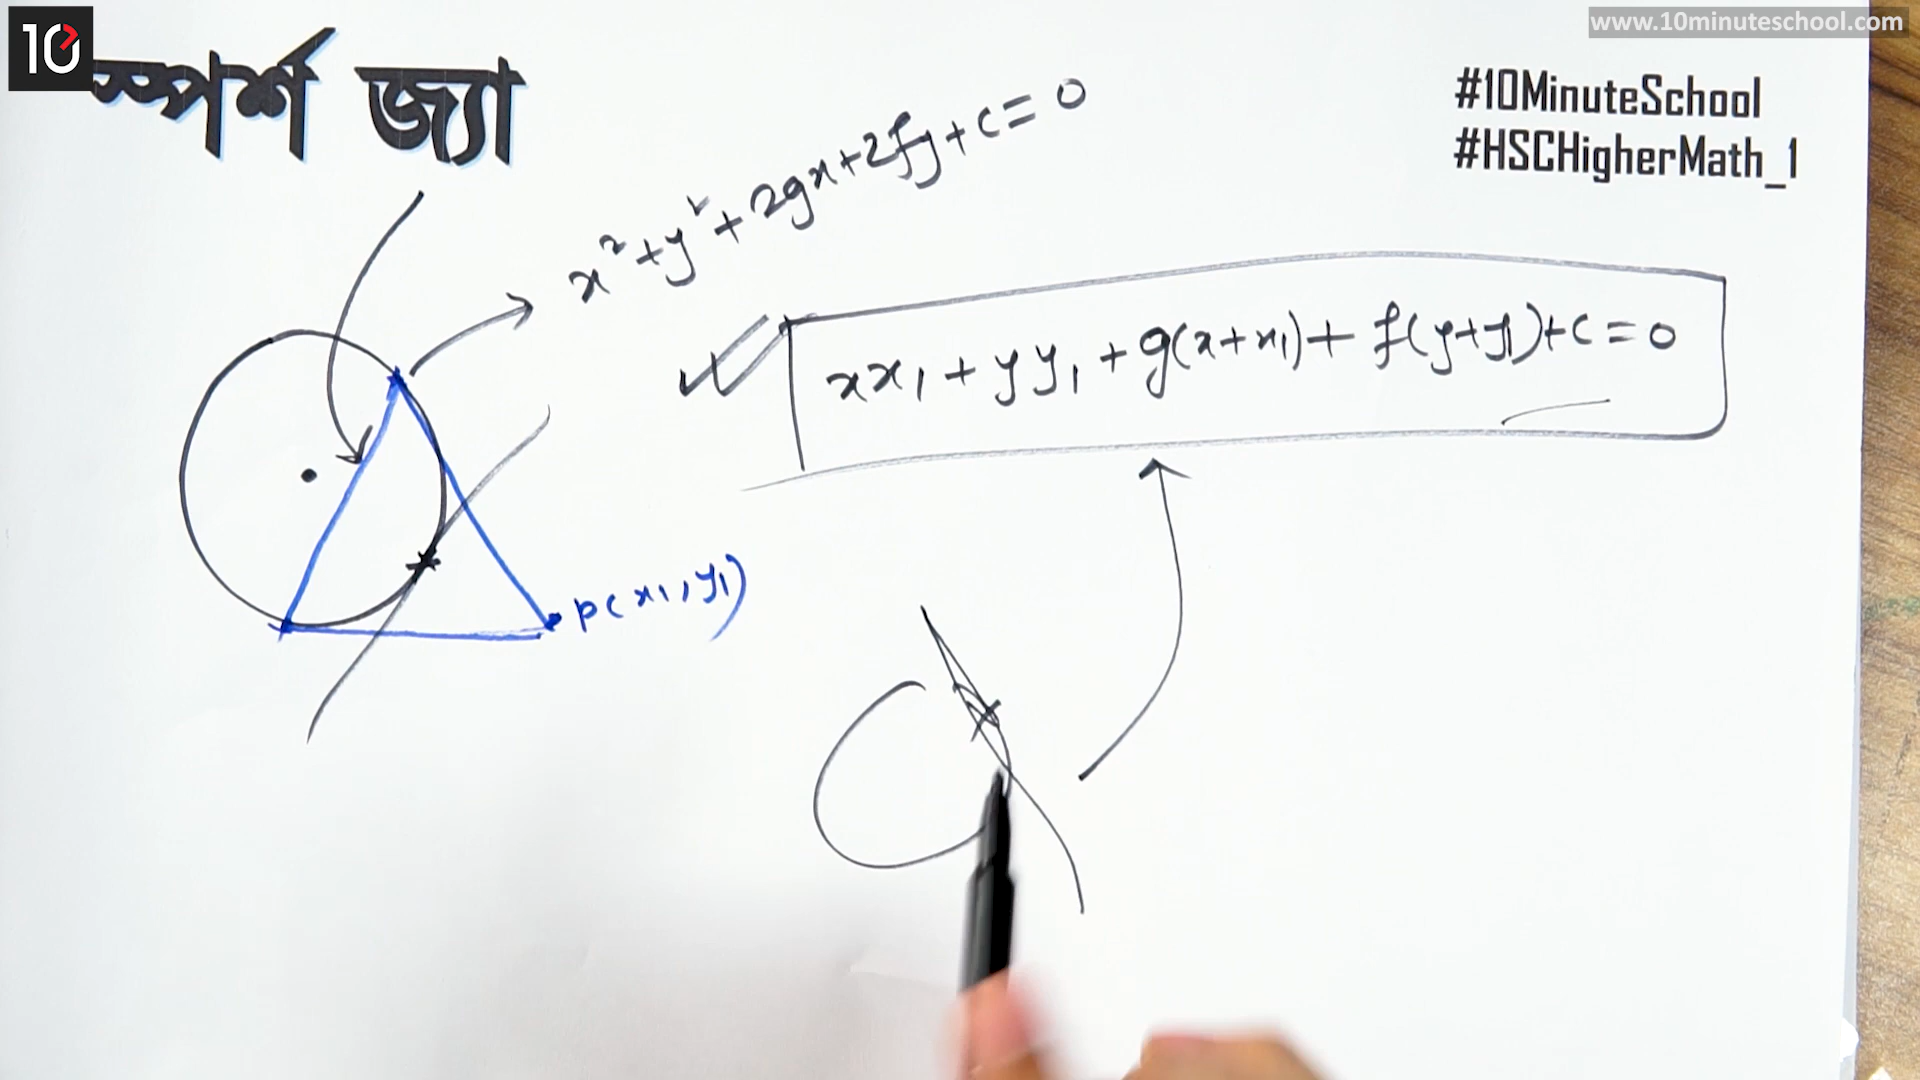 10
www.10minuteschool.com
স্পর্শ জ্যা
#10MinuteSchool
#HSCHigherMath_1
x² + y² + 2gx + 2fy + c = 0
xx₁ + yy₁ + g(x+x₁) + f(y+y₁) + c = 0
P(x₁, y₁)